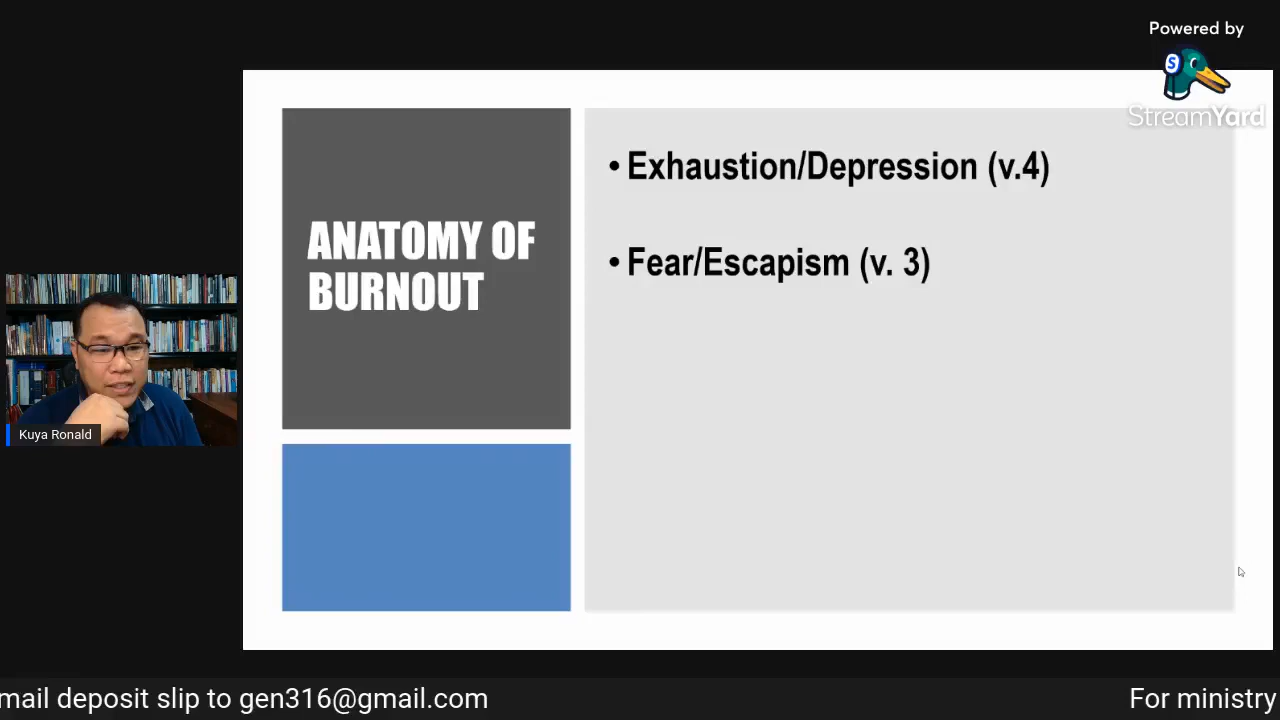 Powered by
StreamYard
ANATOMY OF
BURNOUT
• Exhaustion/Depression (v.4)
• Fear/Escapism (v. 3)
Kuya Ronald
mail deposit slip to gen316@gmail.com
For ministry